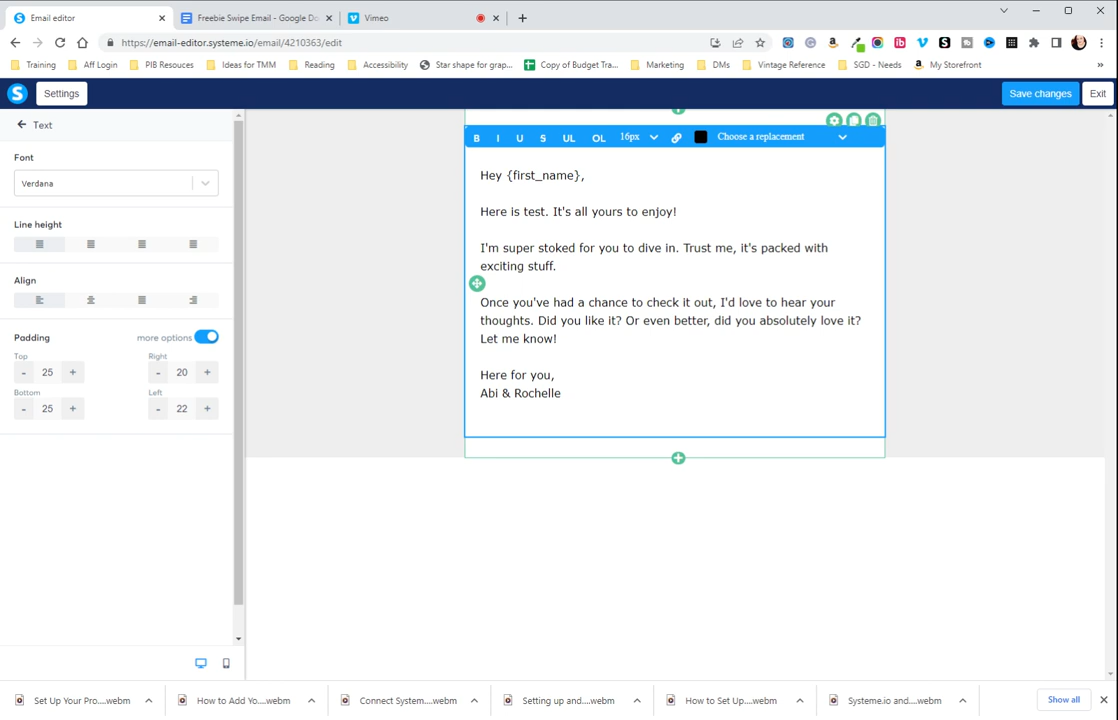 Email editor
Freebie Swipe Email - Google Do
Vimeo
https://email-editor.systeme.io/email/4210363/edit
Training
Aff Login
PIB Resouces
Ideas for TMM
Reading
Accessibility
Star shape for grap...
Copy of Budget Tra...
Marketing
DMs
Vintage Reference
SGD - Needs
My Storefront
Settings
Save changes
Exit
Text
Font
Verdana
Line height
Align
Padding
more options
Top
Right
- 25 +
- 20 +
Bottom
Left
- 25 +
- 22 +
B I U S UL OL 16px Choose a replacement
Hey {first_name},
Here is test. It's all yours to enjoy!
I'm super stoked for you to dive in. Trust me, it's packed with
exciting stuff.
Once you've had a chance to check it out, I'd love to hear your
thoughts. Did you like it? Or even better, did you absolutely love it?
Let me know!
Here for you,
Abi & Rochelle
Set Up Your Pro....webm
How to Add Yo....webm
Connect System....webm
Setting up and....webm
How to Set Up....webm
Systeme.io and....webm
Show all